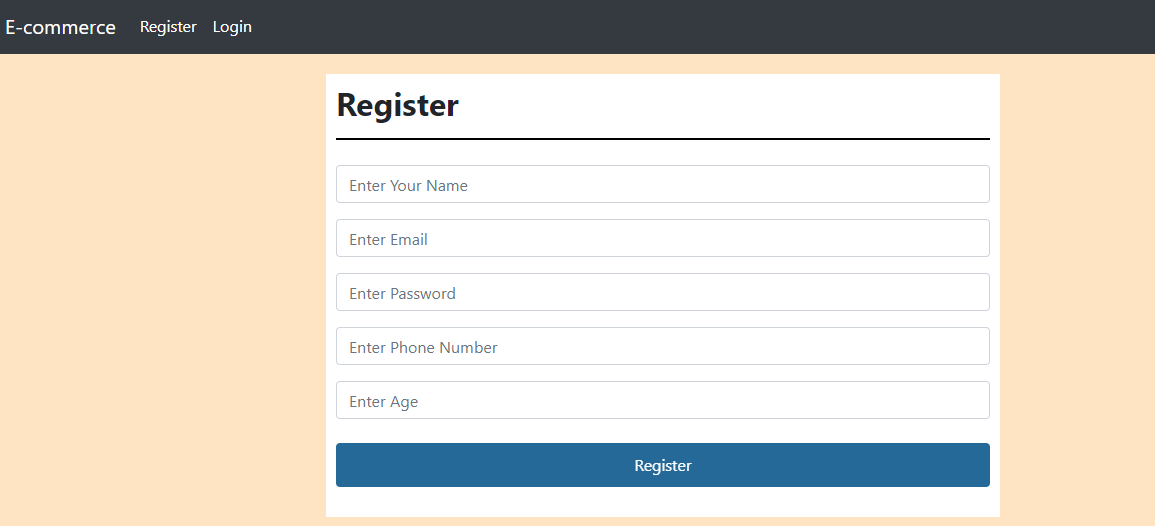 E-commerce Register Login
Register
Enter Your Name
Enter Email
Enter Password
Enter Phone Number
Enter Age
Register